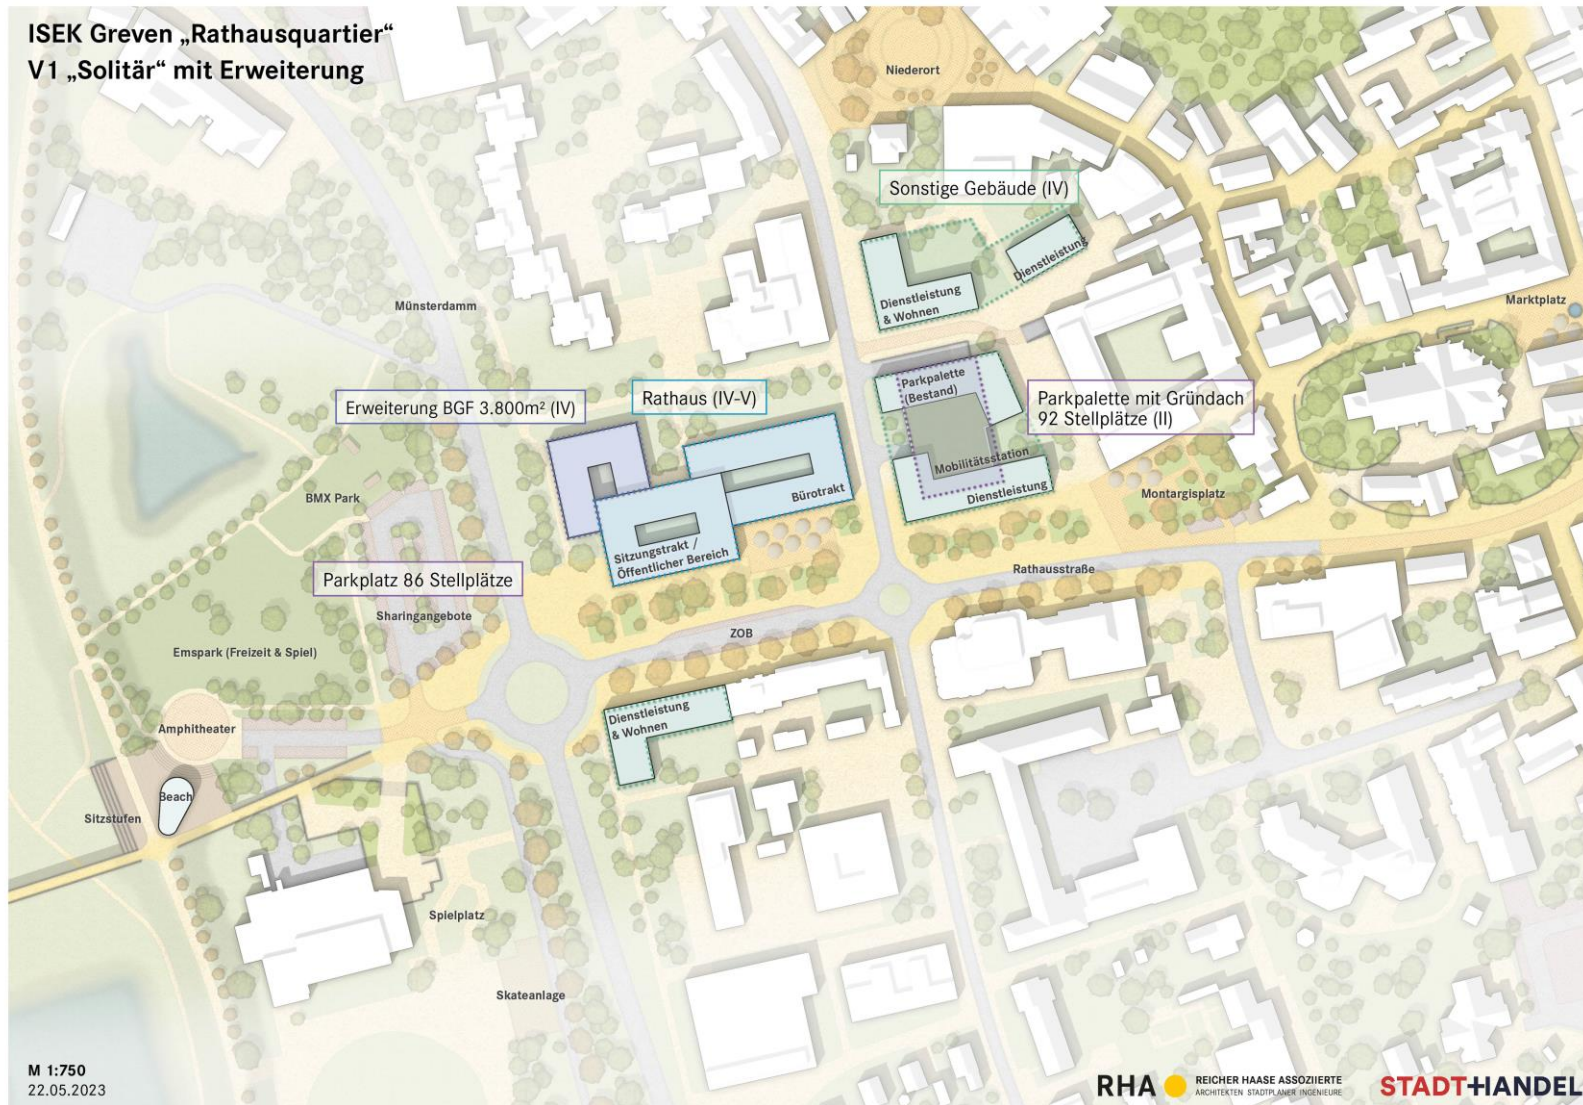 ISEK Greven „Rathausquartier“
V1 „Solitär“ mit Erweiterung
Niederort
Sonstige Gebäude (IV)
Dienstleistung
Dienstleistung
& Wohnen
Marktplatz
Münsterdamm
Erweiterung BGF 3.800m² (IV)
Rathaus (IV-V)
Parkpalette
(Bestand)
Parkpalette mit Gründach
92 Stellplätze (II)
Mobilitätsstation
Dienstleistung
Montargisplatz
BMX Park
Bürotrakt
Sitzungstrakt /
Öffentlicher Bereich
Parkplatz 86 Stellplätze
Rathausstraße
Sharingangebote
ZOB
Emspark (Freizeit & Spiel)
Amphitheater
Dienstleistung
& Wohnen
Beach
Sitzstufen
Spielplatz
Skateanlage
M 1:750
22.05.2023
RHA
REICHER HAASE ASSOZIIERTE
ARCHITEKTEN STADTPLANER INGENIEURE
STADT+HANDEL